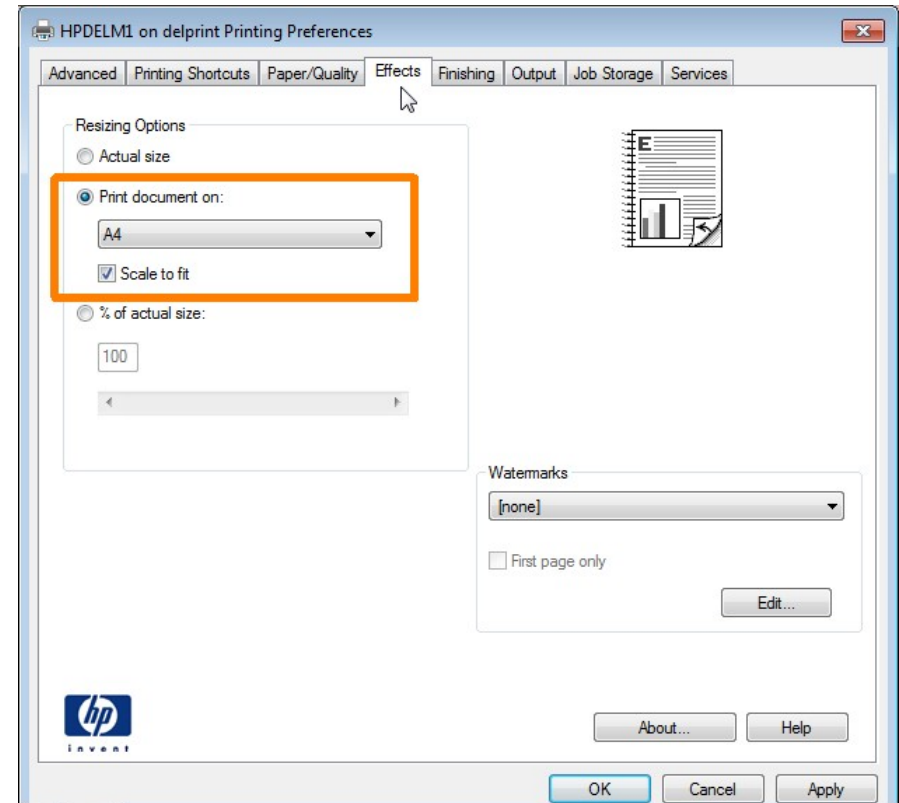 HPDELM1 on delprint Printing Preferences
Advanced Printing Shortcuts Paper/Quality Effects Finishing Output Job Storage Services
Resizing Options
Actual size
Print document on:
A4
Scale to fit
% of actual size:
100
E
Watermarks
[none]
First page only
Edit...
hp
invent
About... Help
OK Cancel Apply